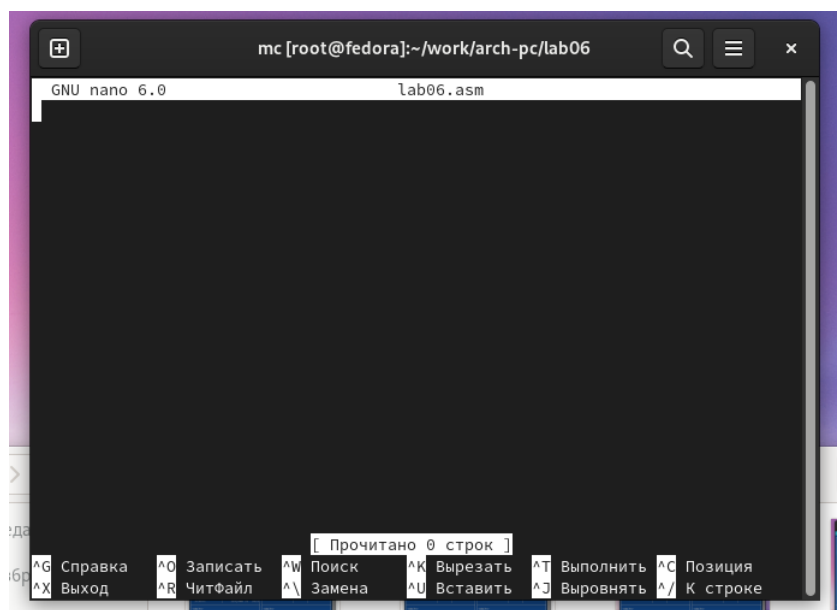 mc [root@fedora]:~/work/arch-pc/lab06
GNU nano 6.0 lab06.asm
[ Прочитано 0 строк ]
^G Справка ^O Записать ^W Поиск ^K Вырезать ^T Выполнить ^C Позиция
^X Выход ^R ЧитФайл ^\ Замена ^U Вставить ^J Выровнять ^/ К строке